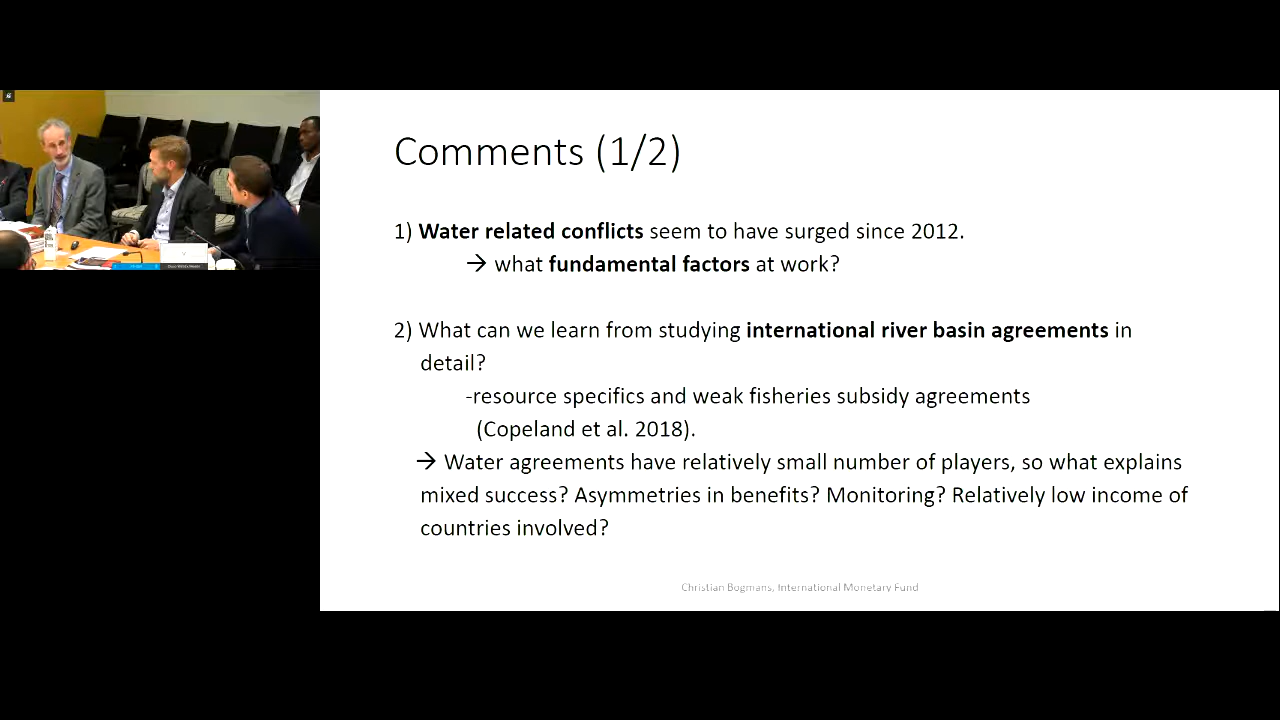 Comments (1/2)
1) Water related conflicts seem to have surged since 2012.
→ what fundamental factors at work?
2) What can we learn from studying international river basin agreements in
detail?
-resource specifics and weak fisheries subsidy agreements
(Copeland et al. 2018).
→ Water agreements have relatively small number of players, so what explains
mixed success? Asymmetries in benefits? Monitoring? Relatively low income of
countries involved?
Christian Bogmans, International Monetary Fund